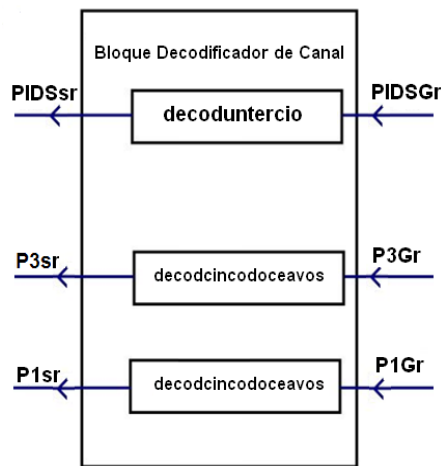 Bloque Decodificador de Canal
PIDSsr
decoduntercio
PIDSGr
P3sr
decodcincodoceavos
P3Gr
P1sr
decodcincodoceavos
P1Gr